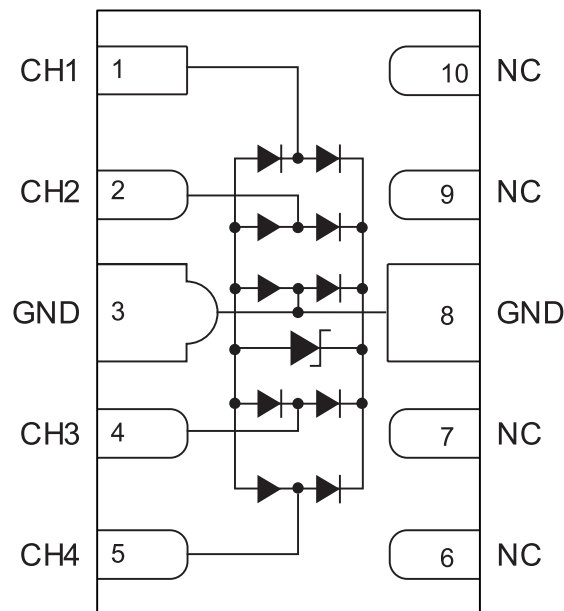 CH1 1 10 NC
CH2 2 9 NC
GND 3 8 GND
CH3 4 7 NC
CH4 5 6 NC